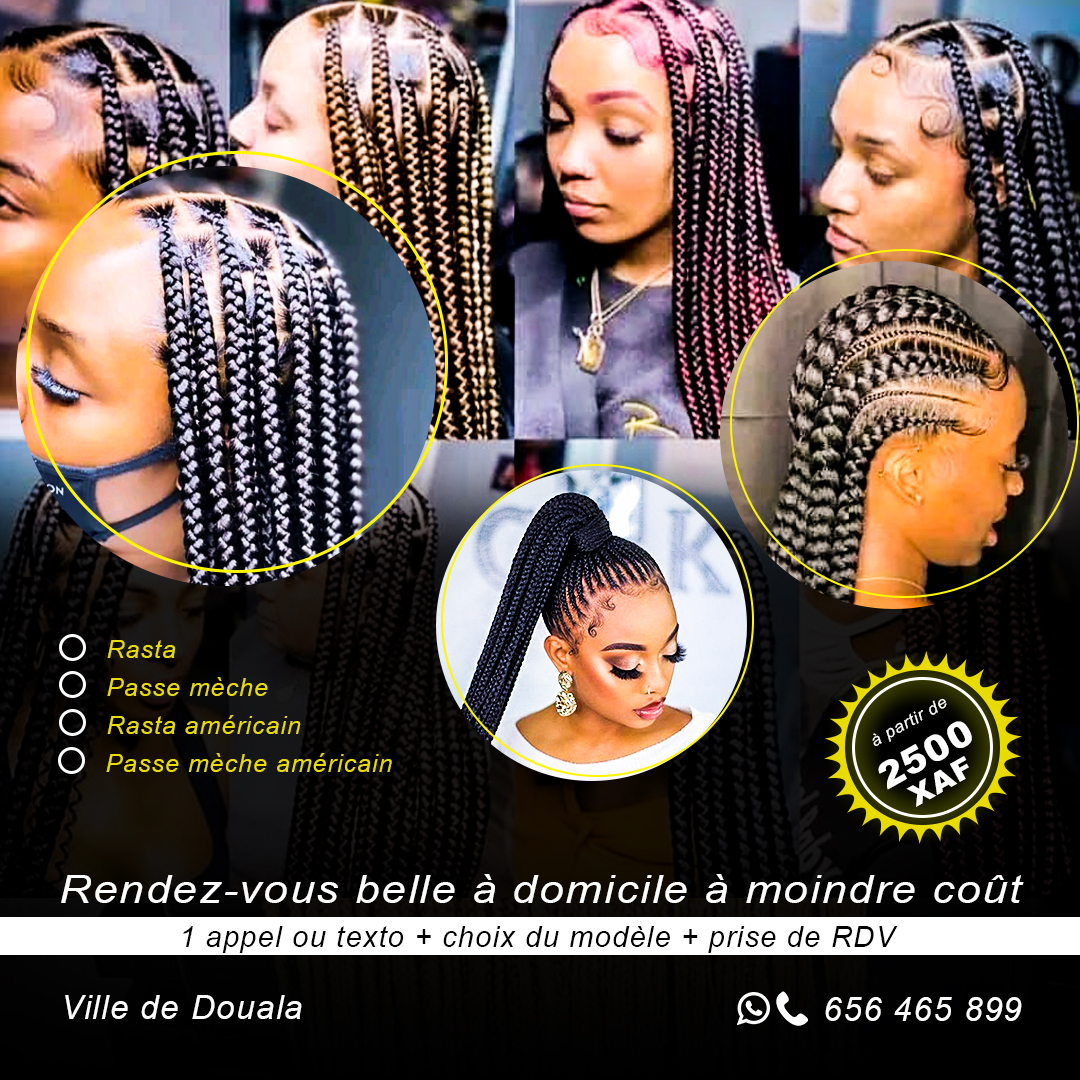 ON
Rasta
Passe mèche
Rasta américain
Passe mèche américain
à partir de
2500
XAF
Rendez-vous belle à domicile à moindre coût
1 appel ou texto + choix du modèle + prise de RDV
Ville de Douala
656 465 899